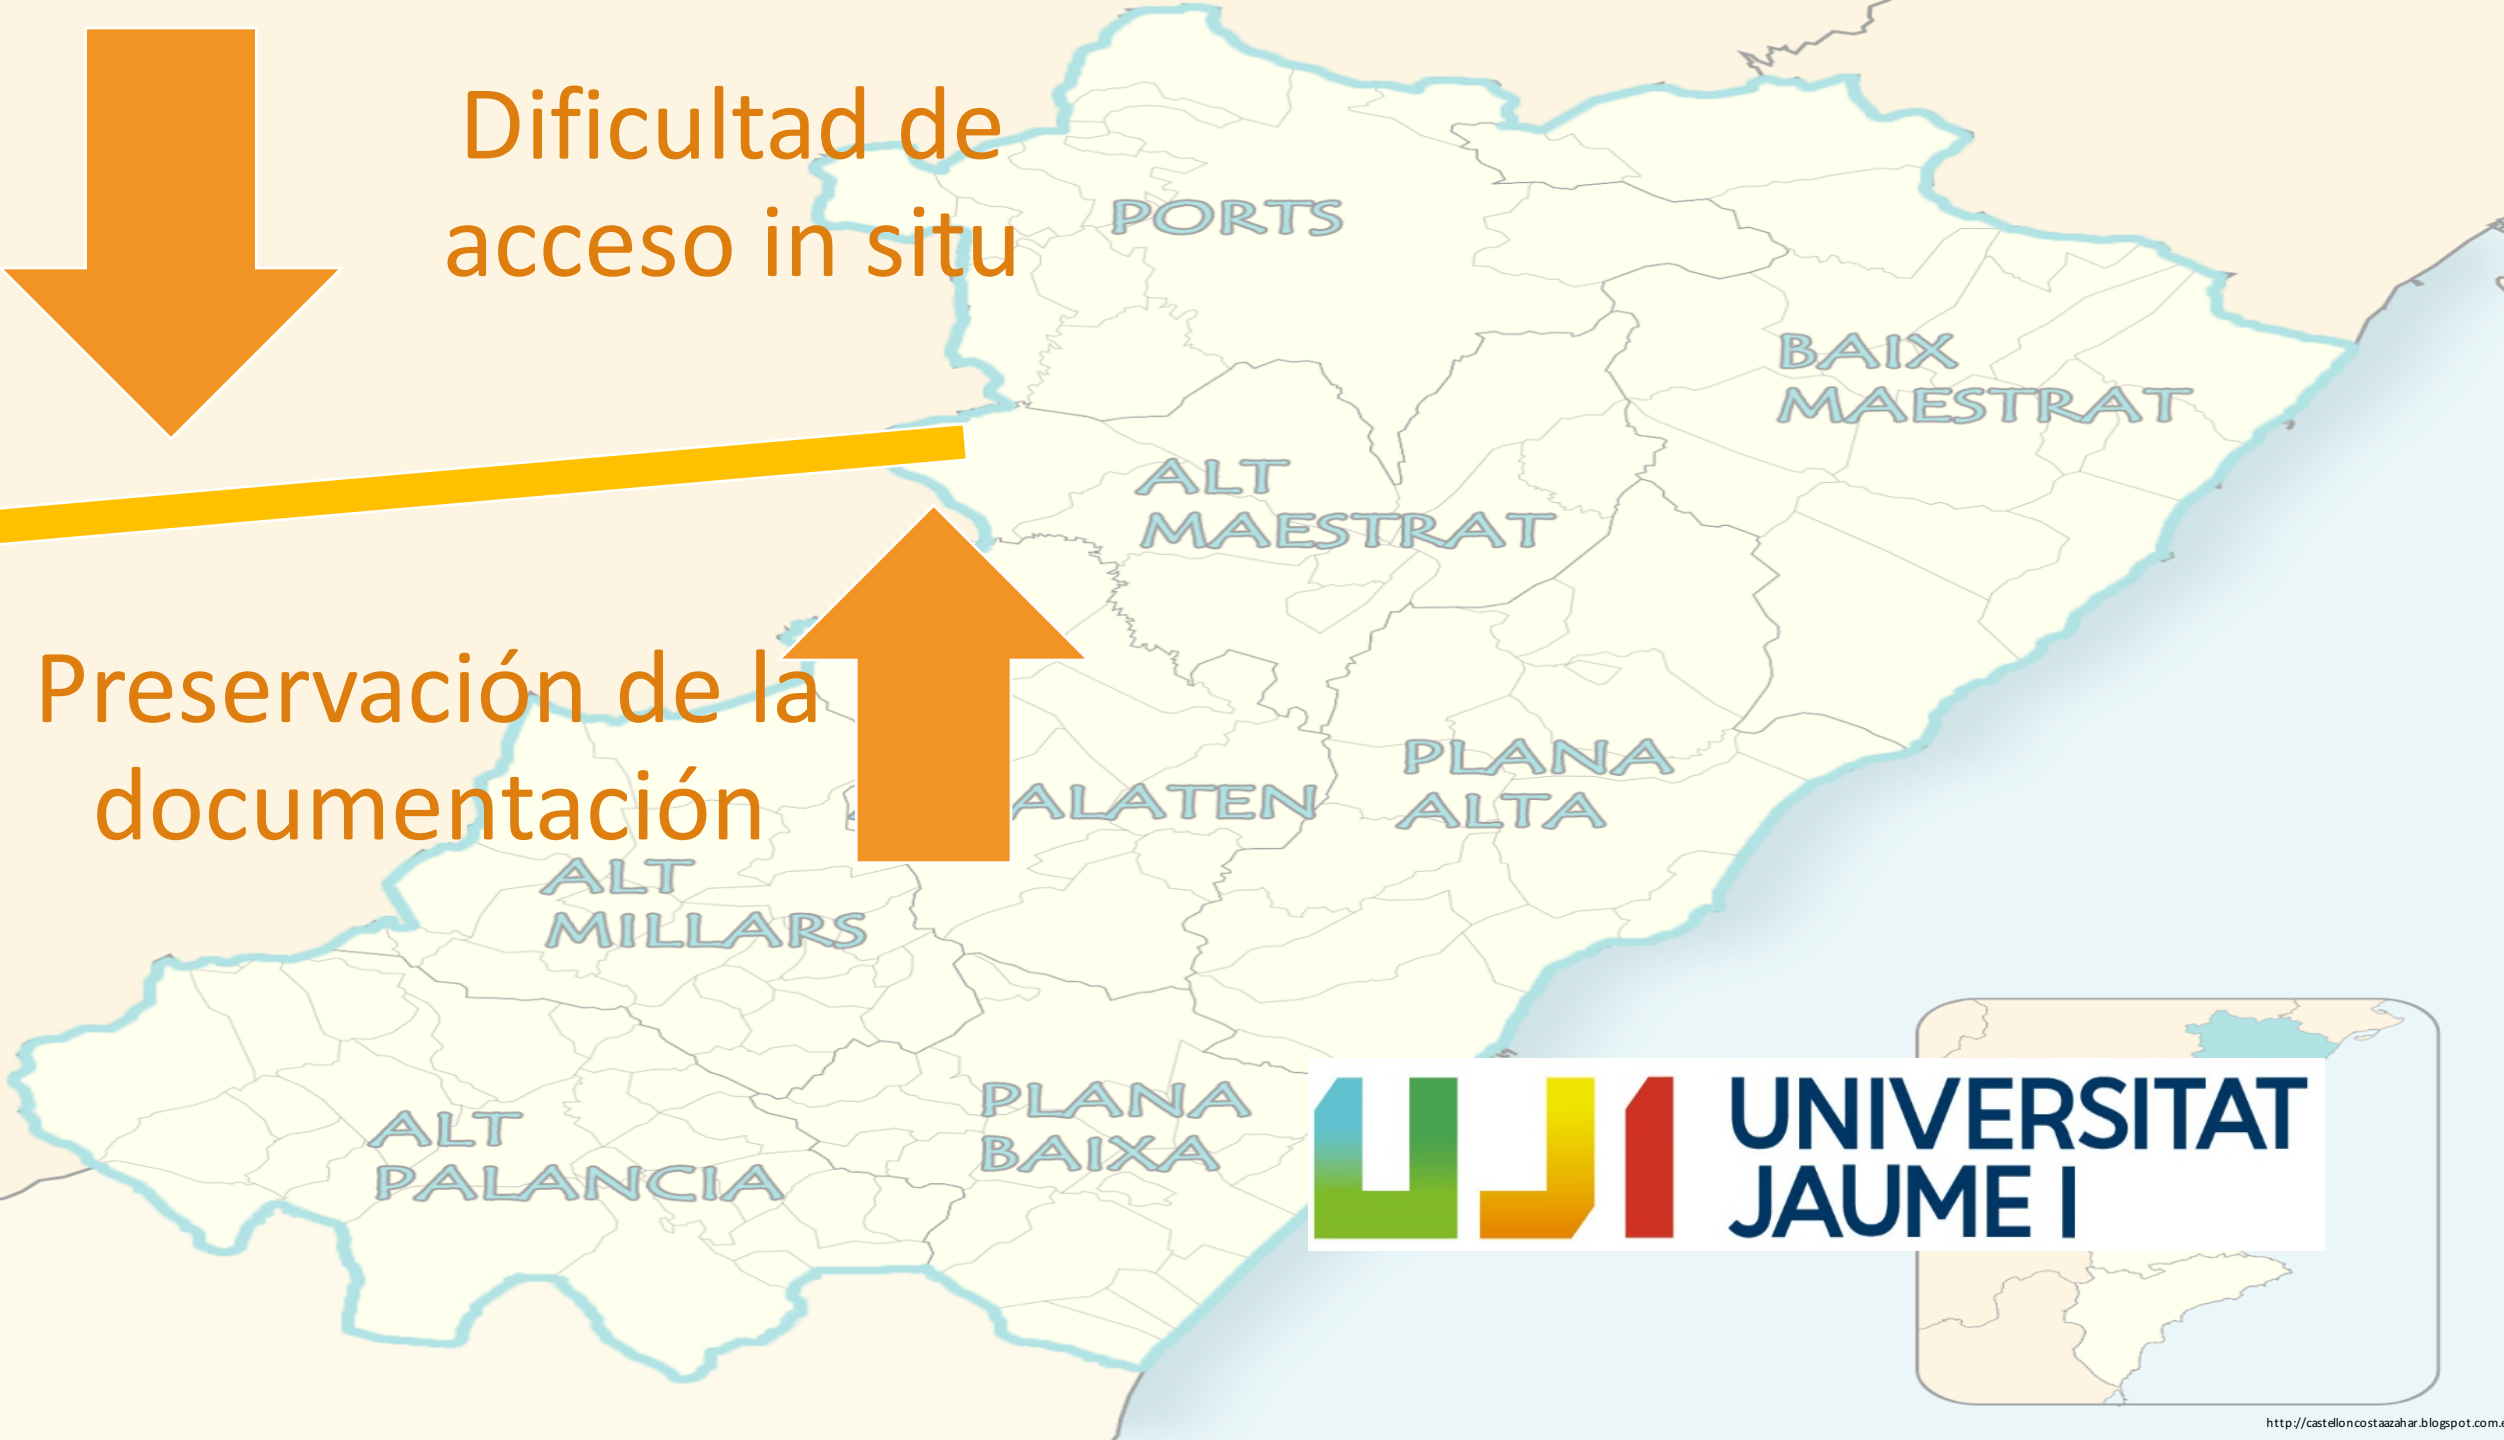 Dificultad de
acceso in situ
PORTS
BAIX
MAESTRAT
ALT
MAESTRAT
Preservación de la
documentación
PLANA
ALTA
ALT
MILLARS
PLANA
BAIXA
ALT
PALANCIA
UJI UNIVERSITAT
JAUME I
http://castelloncostaazahar.blogspot.com.e